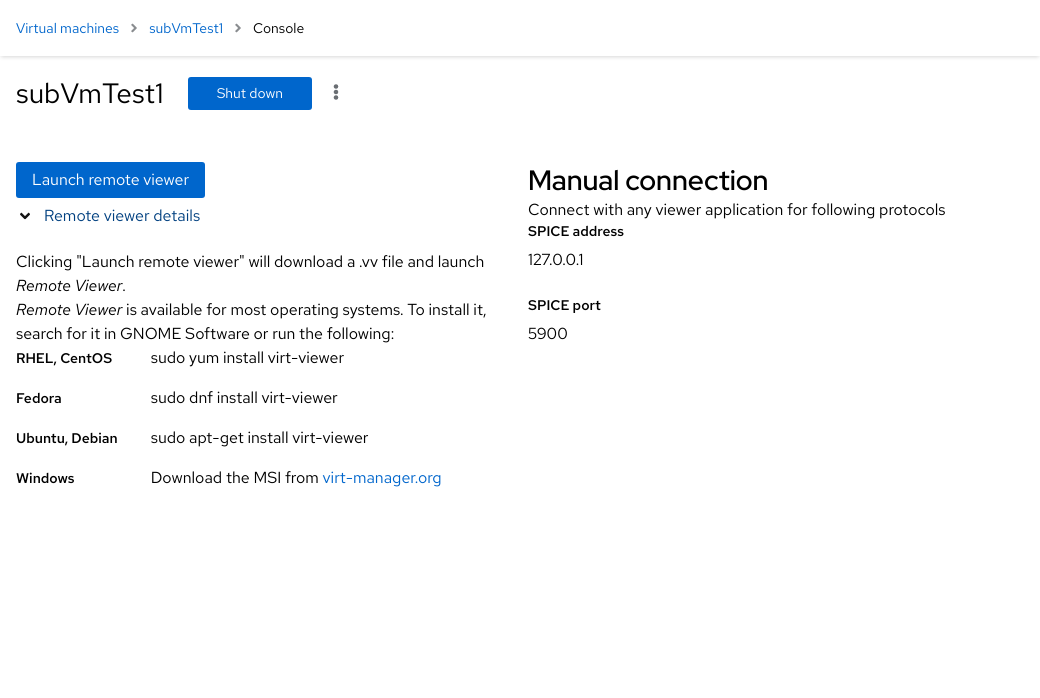 Virtual machines > subVmTest1 > Console
subVmTest1
Shut down
Launch remote viewer
Remote viewer details
Clicking "Launch remote viewer" will download a .vv file and launch
Remote Viewer.
Remote Viewer is available for most operating systems. To install it,
search for it in GNOME Software or run the following:
RHEL, CentOS sudo yum install virt-viewer
Fedora sudo dnf install virt-viewer
Ubuntu, Debian sudo apt-get install virt-viewer
Windows Download the MSI from virt-manager.org
Manual connection
Connect with any viewer application for following protocols
SPICE address
127.0.0.1
SPICE port
5900